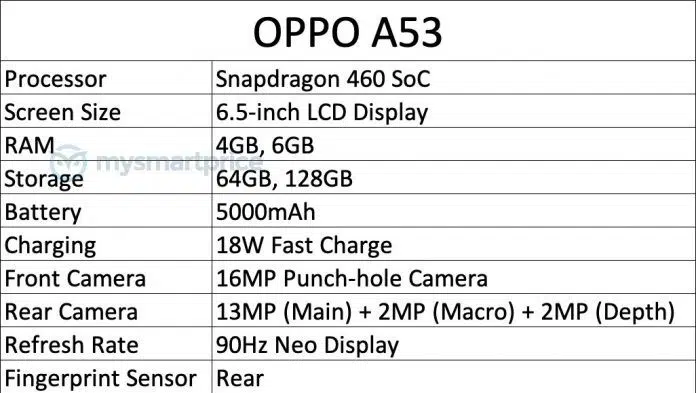 OPPO A53
Processor Snapdragon 460 SoC
Screen Size 6.5-inch LCD Display
RAM 4GB, 6GB
mysmartprice
Storage 64GB, 128GB
Battery 5000mAh
Charging 18W Fast Charge
Front Camera 16MP Punch-hole Camera
Rear Camera 13MP (Main) + 2MP (Macro) + 2MP (Depth)
Refresh Rate 90Hz Neo Display
Fingerprint Sensor Rear